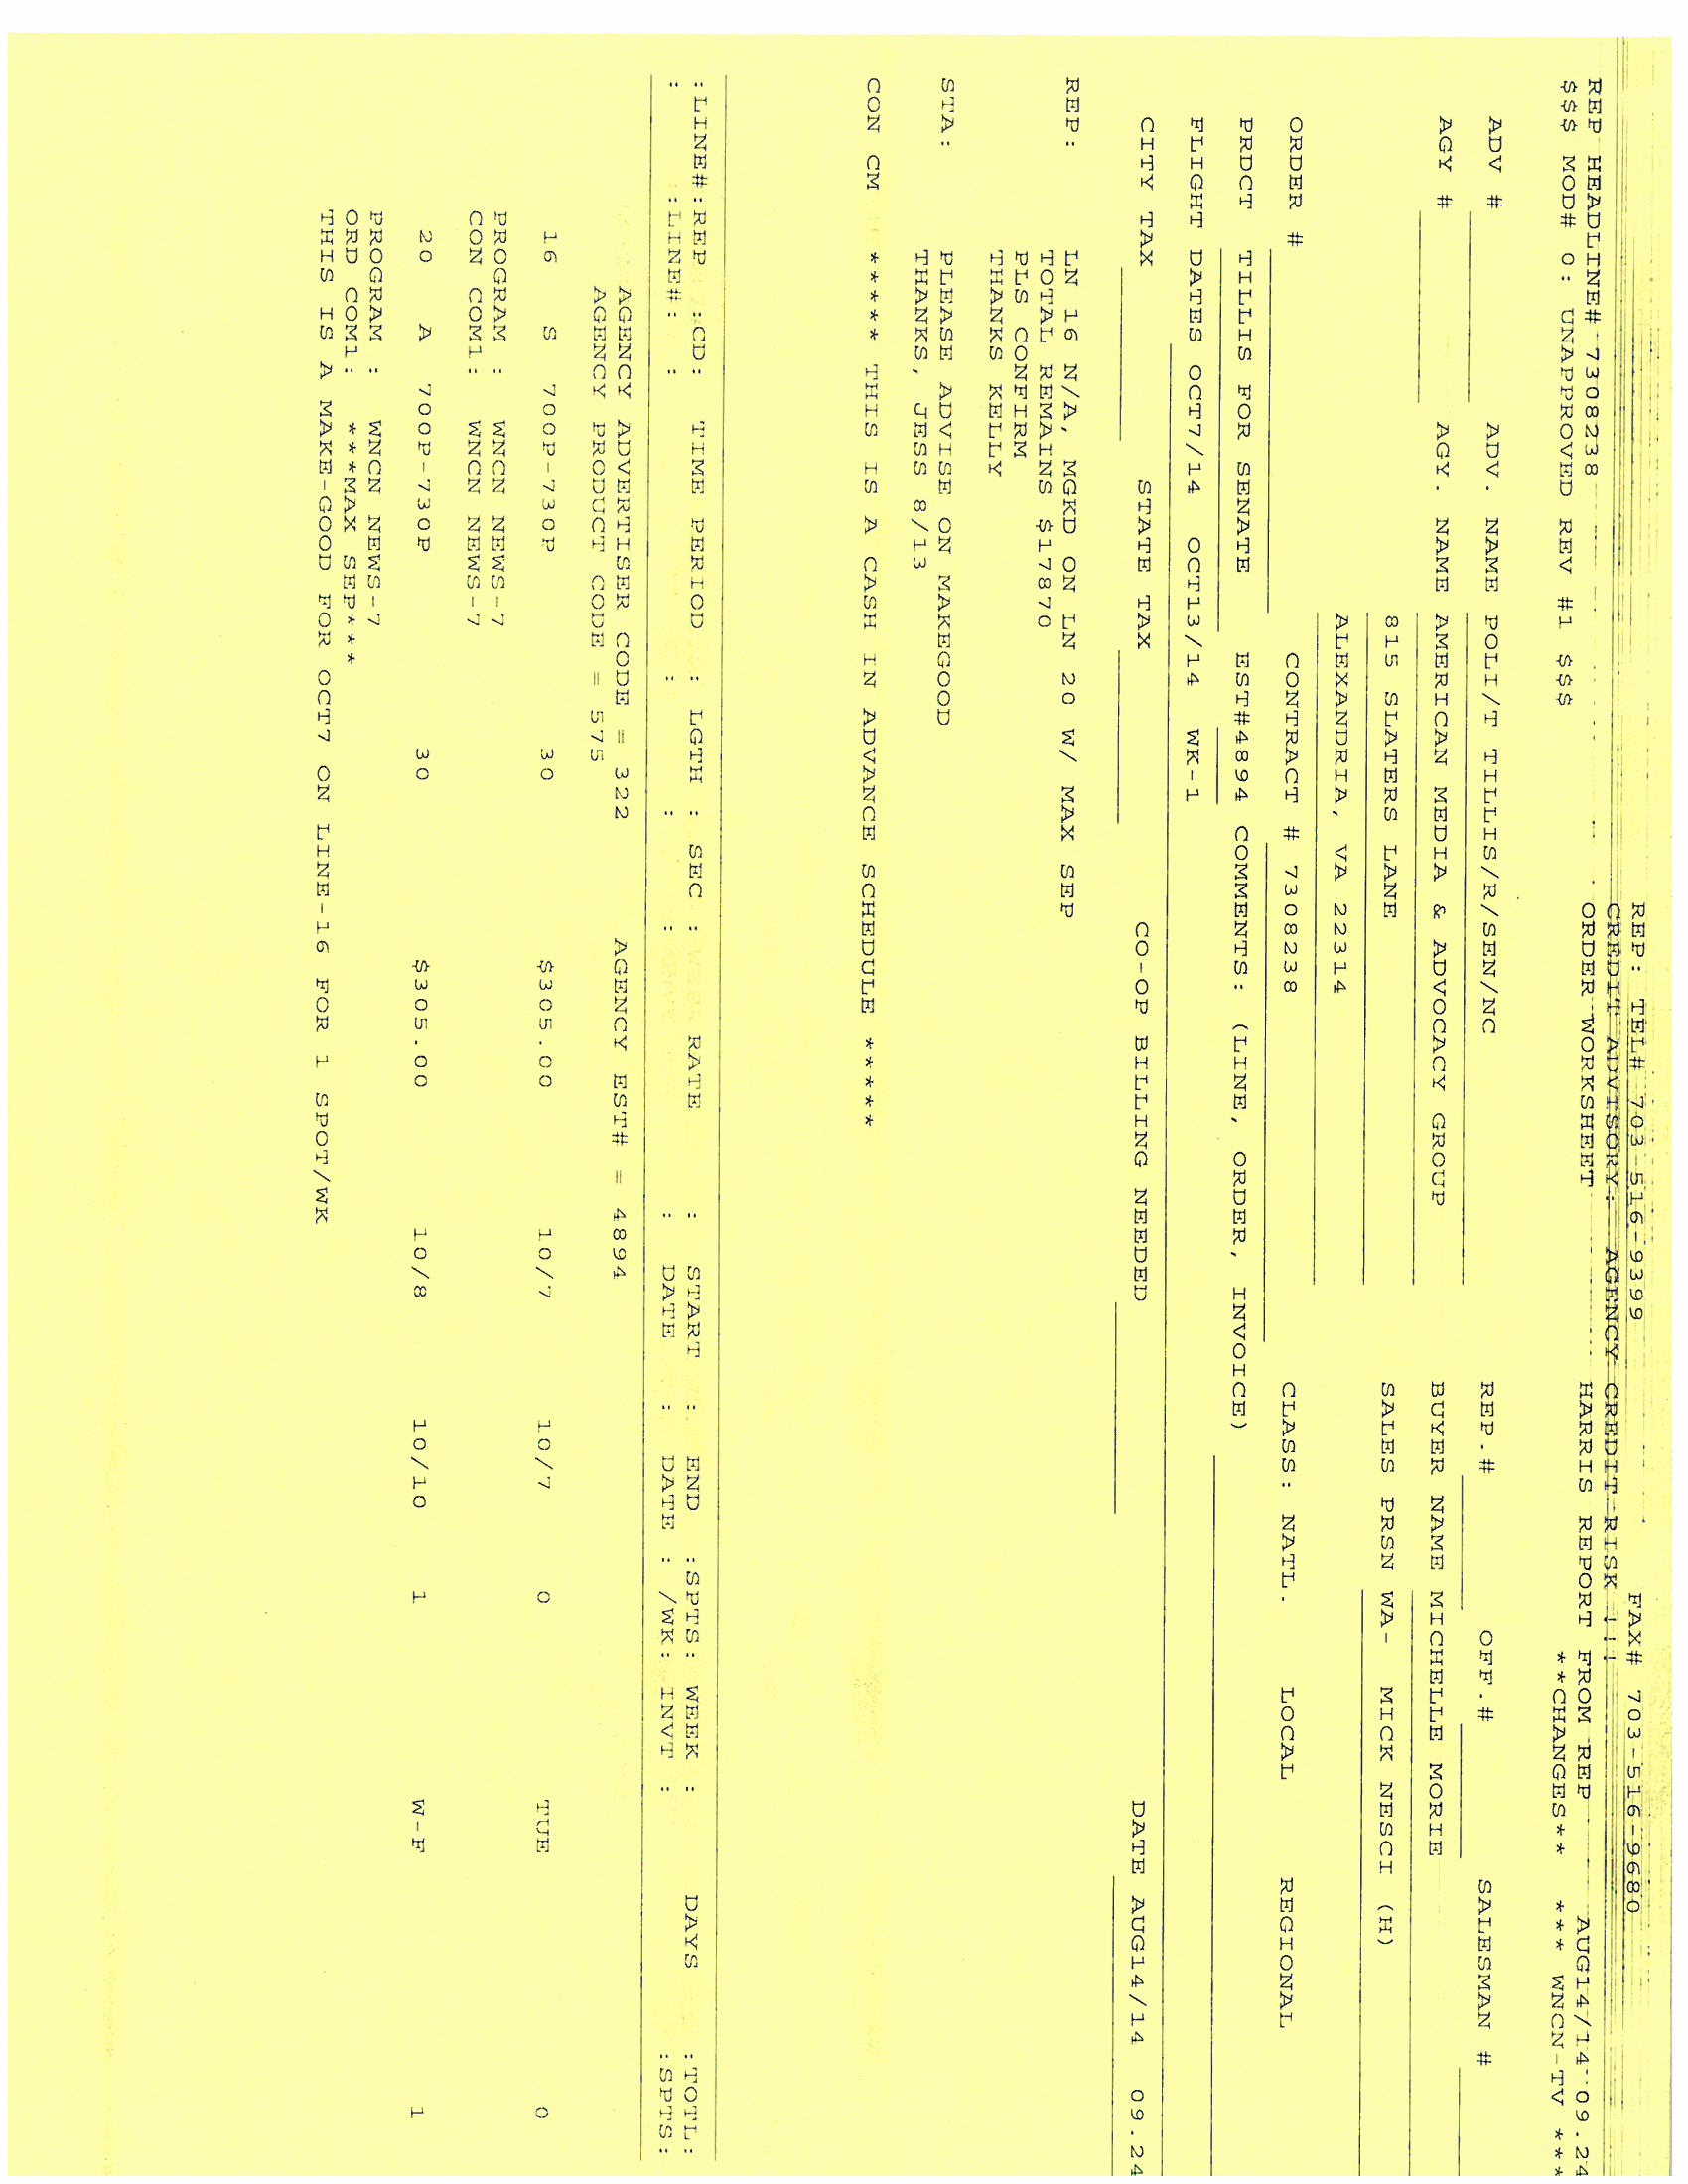 REP: TEL# 703-516-9399 FAX# 703-516-9680
CREDIT ADVISORY: AGENCY CREDIT RISK !!!
REP HEADLINE# 7308238 ORDER WORKSHEET HARRIS REPORT FROM REP AUG14/14 09.24
$$$ MOD# 0: UNAPPROVED REV #1 $$$ **CHANGES** *** WNCN-TV ***
ADV # ADV. NAME POLI/T TILLIS/R/SEN/NC REP.# OFF.# SALESMAN #
AGY # AGY. NAME AMERICAN MEDIA & ADVOCACY GROUP BUYER NAME MICHELLE MORIE
815 SLATERS LANE SALES PRSN WA- MICK NESCI (H)
ALEXANDRIA, VA 22314
ORDER # CONTRACT # 7308238 CLASS: NATL. LOCAL REGIONAL
PRDCT TILLIS FOR SENATE EST#4894 COMMENTS: (LINE, ORDER, INVOICE)
FLIGHT DATES OCT7/14 OCT13/14 WK-1
CITY TAX STATE TAX CO-OP BILLING NEEDED DATE AUG14/14 09.24
REP: LN 16 N/A, MGKD ON LN 20 W/ MAX SEP
TOTAL REMAINS $17870
PLS CONFIRM
THANKS KELLY
STA: PLEASE ADVISE ON MAKEGOOD
THANKS, JESS 8/13
CON CM ***** THIS IS A CASH IN ADVANCE SCHEDULE *****
:LINE#:REP :CD: TIME PERIOD : LGTH : SEC : RATE : START : END :SPTS: WEEK : DAYS :TOTL:
: :LINE#: : : : : : DATE : DATE : /WK: INVT : :SPTS:
AGENCY ADVERTISER CODE = 322 AGENCY EST# = 4894
AGENCY PRODUCT CODE = 575
16 S 700P-730P 30 $305.00 10/7 10/7 0 TUE 0
PROGRAM : WNCN NEWS-7
CON COM1: WNCN NEWS-7
20 A 700P-730P 30 $305.00 10/8 10/10 1 W-F 1
PROGRAM : WNCN NEWS-7
ORD COM1: ***MAX SEP***
THIS IS A MAKE-GOOD FOR OCT7 ON LINE-16 FOR 1 SPOT/WK